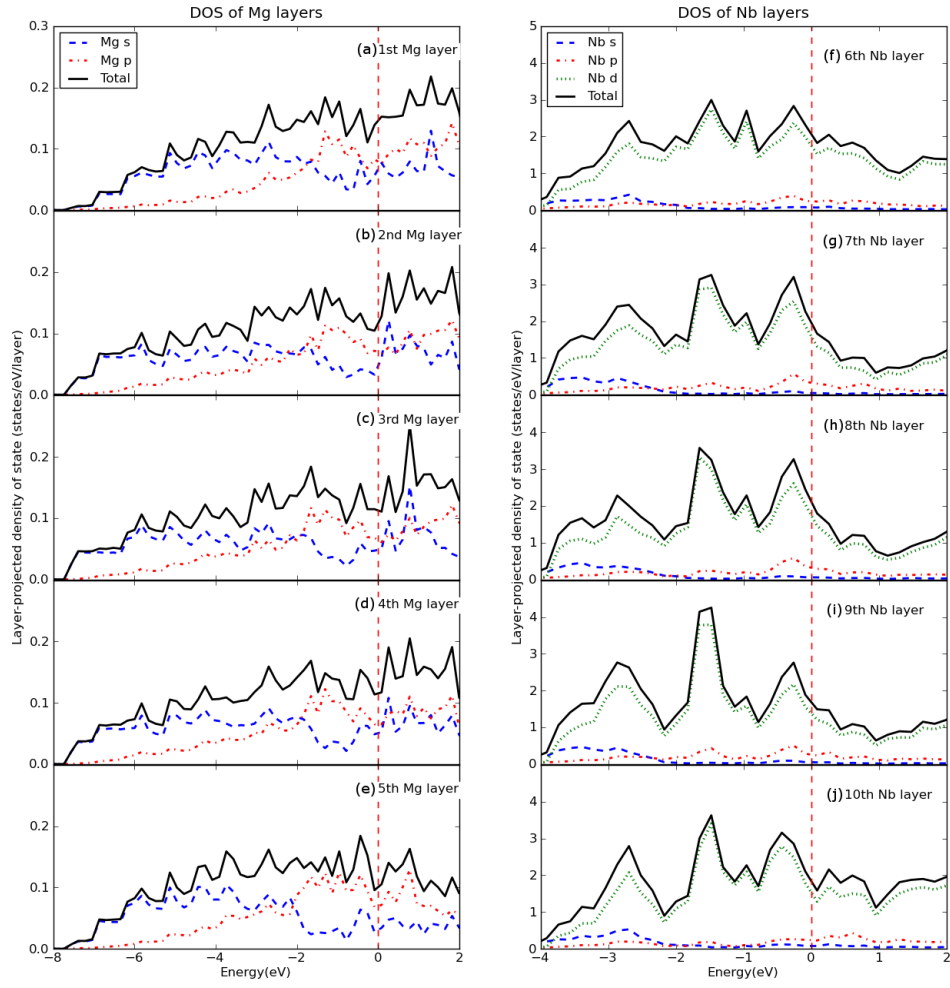 DOS of Mg layers
DOS of Nb layers
Layer-projected density of state (states/eV/layer)
0.3
0.2
0.1
0.0
Mg s
Mg p
Total
(a) 1st Mg layer
0.2
0.1
0.0
(b) 2nd Mg layer
0.2
0.1
0.0
(c) 3rd Mg layer
0.2
0.1
0.0
(d) 4th Mg layer
0.2
0.1
0.0
(e) 5th Mg layer
−8 −6 −4 −2 0 2
Energy(eV)
Layer-projected density of state (states/eV/layer)
5
4
3
2
1
0
Nb s
Nb p
Nb d
Total
(f) 6th Nb layer
4
3
2
1
0
(g) 7th Nb layer
4
3
2
1
0
(h) 8th Nb layer
4
3
2
1
0
(i) 9th Nb layer
4
3
2
1
0
(j) 10th Nb layer
−4 −3 −2 −1 0 1 2
Energy(eV)